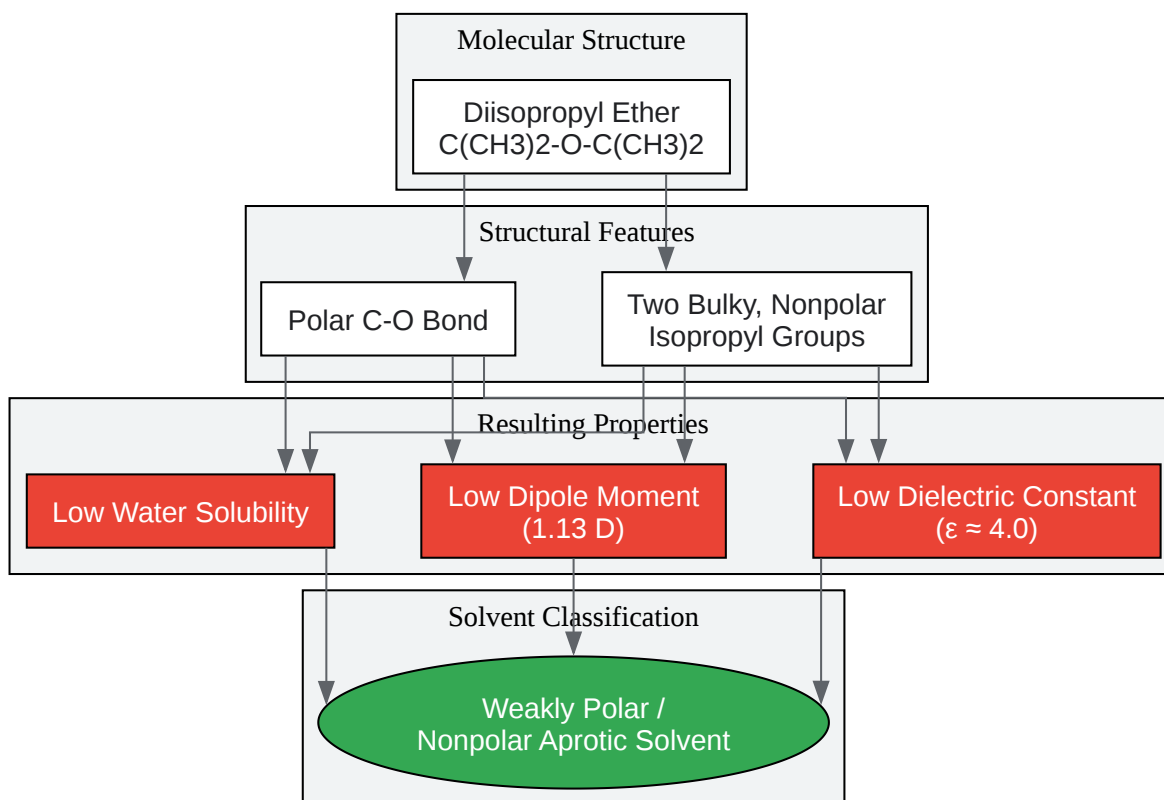 Molecular Structure
Diisopropyl Ether
C(CH3)2-O-C(CH3)2
Structural Features
Polar C-O Bond
Two Bulky, Nonpolar
Isopropyl Groups
Resulting Properties
Low Water Solubility
Low Dipole Moment
(1.13 D)
Low Dielectric Constant
(ε ≈ 4.0)
Solvent Classification
Weakly Polar /
Nonpolar Aprotic Solvent